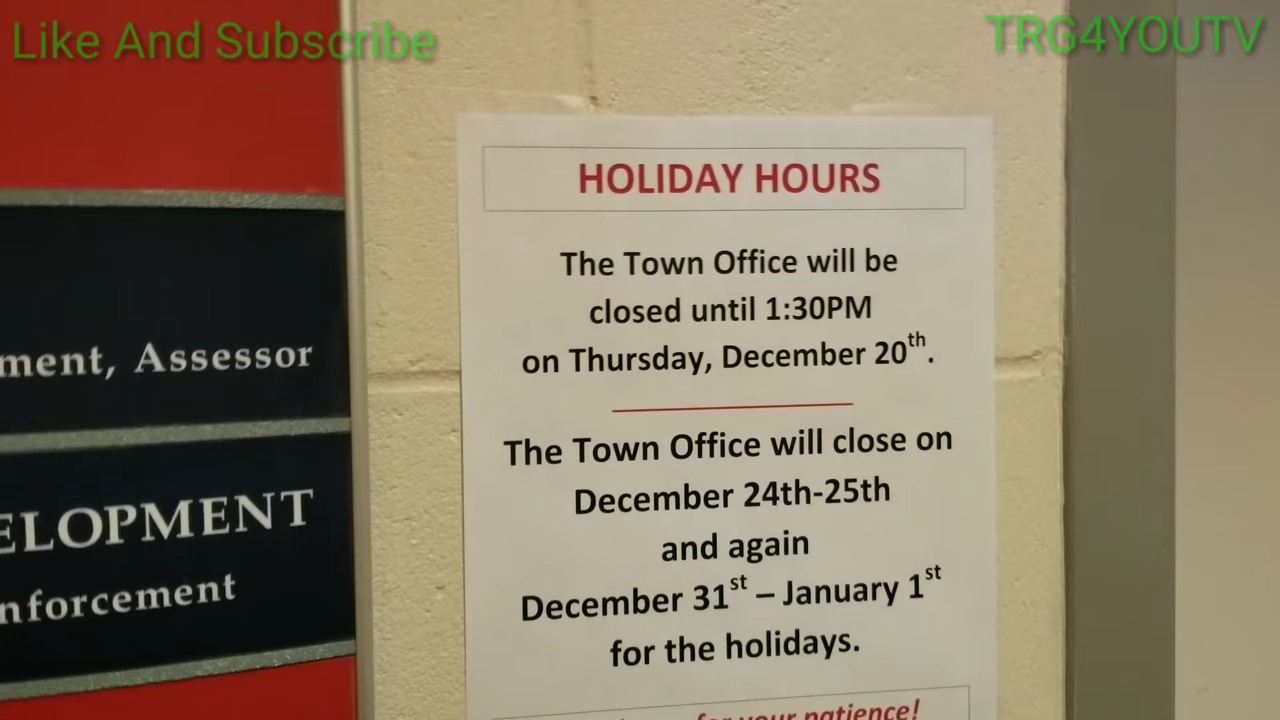 Like And Subscribe
TRG4YOUTV
ment, Assessor
ELOPMENT
nforcement
HOLIDAY HOURS
The Town Office will be
closed until 1:30PM
on Thursday, December 20th.
The Town Office will close on
December 24th-25th
and again
December 31st – January 1st
for the holidays.
for your patience!